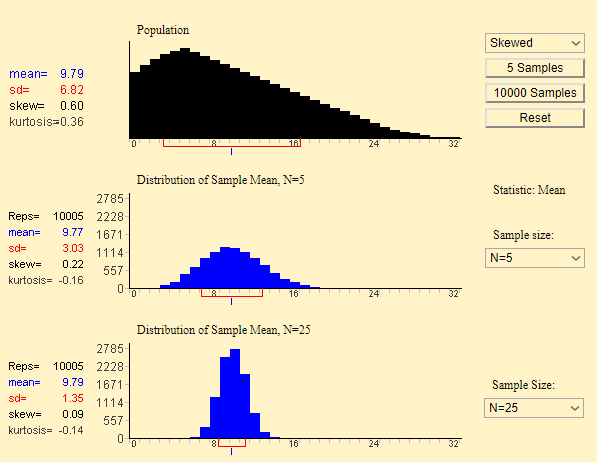 Population
mean= 9.79
sd= 6.82
skew= 0.60
kurtosis=-0.36
0 8 16 24 32
Skewed
5 Samples
10000 Samples
Reset
Distribution of Sample Mean, N=5
Reps= 10005
mean= 9.77
sd= 3.03
skew= 0.22
kurtosis= -0.16
2785
2228
1671
1114
557
0
0 8 16 24 32
Statistic: Mean
Sample size:
N=5
Distribution of Sample Mean, N=25
Reps= 10005
mean= 9.79
sd= 1.35
skew= 0.09
kurtosis= -0.14
2785
2228
1671
1114
557
0
0 8 16 24 32
Sample Size:
N=25